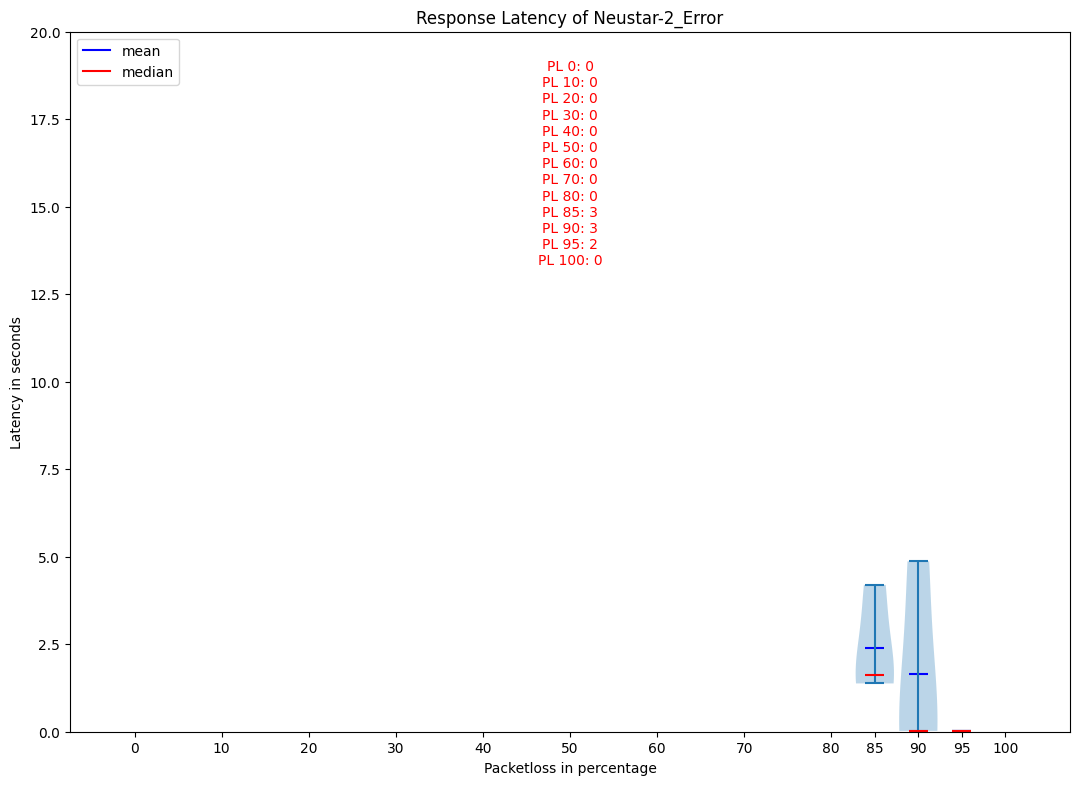 Response Latency of Neustar-2_Error
mean
median
PL 0: 0
PL 10: 0
PL 20: 0
PL 30: 0
PL 40: 0
PL 50: 0
PL 60: 0
PL 70: 0
PL 80: 0
PL 85: 3
PL 90: 3
PL 95: 2
PL 100: 0
20.0
17.5
15.0
12.5
10.0
7.5
5.0
2.5
0.0
Latency in seconds
0 10 20 30 40 50 60 70 80 85 90 95 100
Packetloss in percentage